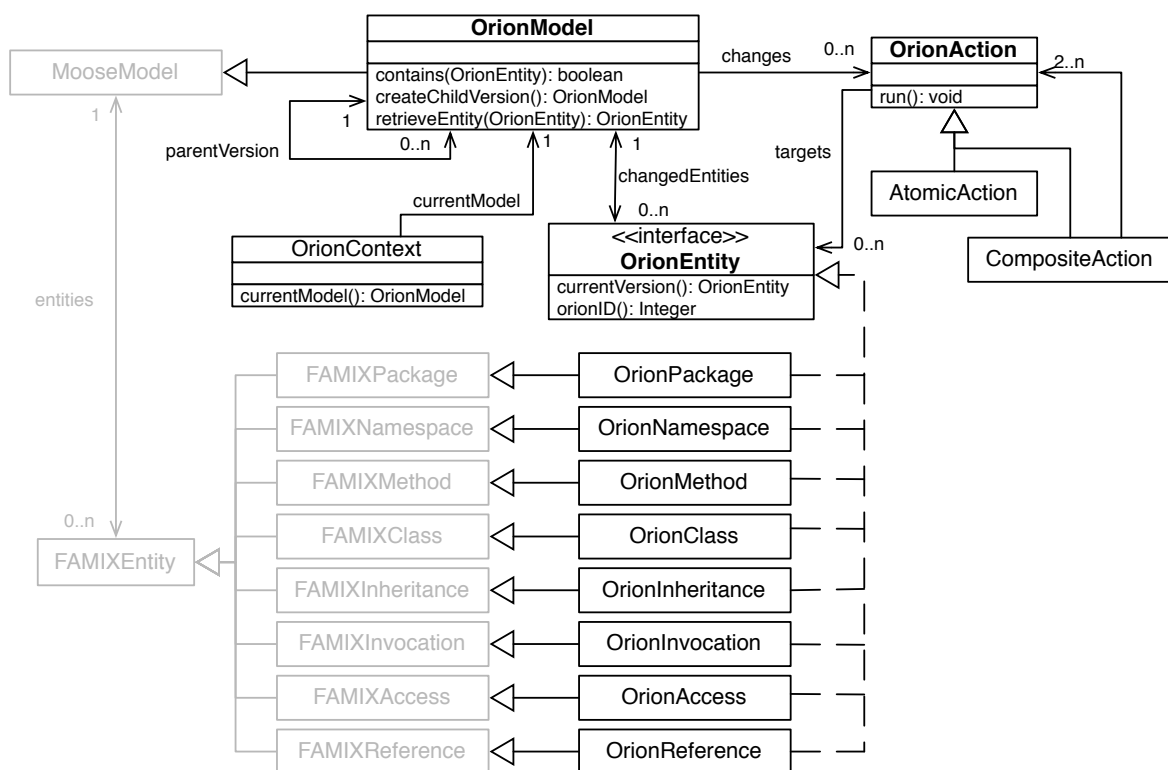 OrionModel
contains(OrionEntity): boolean
createChildVersion(): OrionModel
retrieveEntity(OrionEntity): OrionEntity
MooseModel
1
changes
0..n
OrionAction
run(): void
2..n
1
parentVersion
0..n
1
1
targets
changedEntities
AtomicAction
currentModel
0..n
OrionContext
currentModel(): OrionModel
<<interface>>
OrionEntity
currentVersion(): OrionEntity
orionID(): Integer
0..n
CompositeAction
entities
0..n
FAMIXEntity
FAMIXPackage
OrionPackage
FAMIXNamespace
OrionNamespace
FAMIXMethod
OrionMethod
FAMIXClass
OrionClass
FAMIXInheritance
OrionInheritance
FAMIXInvocation
OrionInvocation
FAMIXAccess
OrionAccess
FAMIXReference
OrionReference